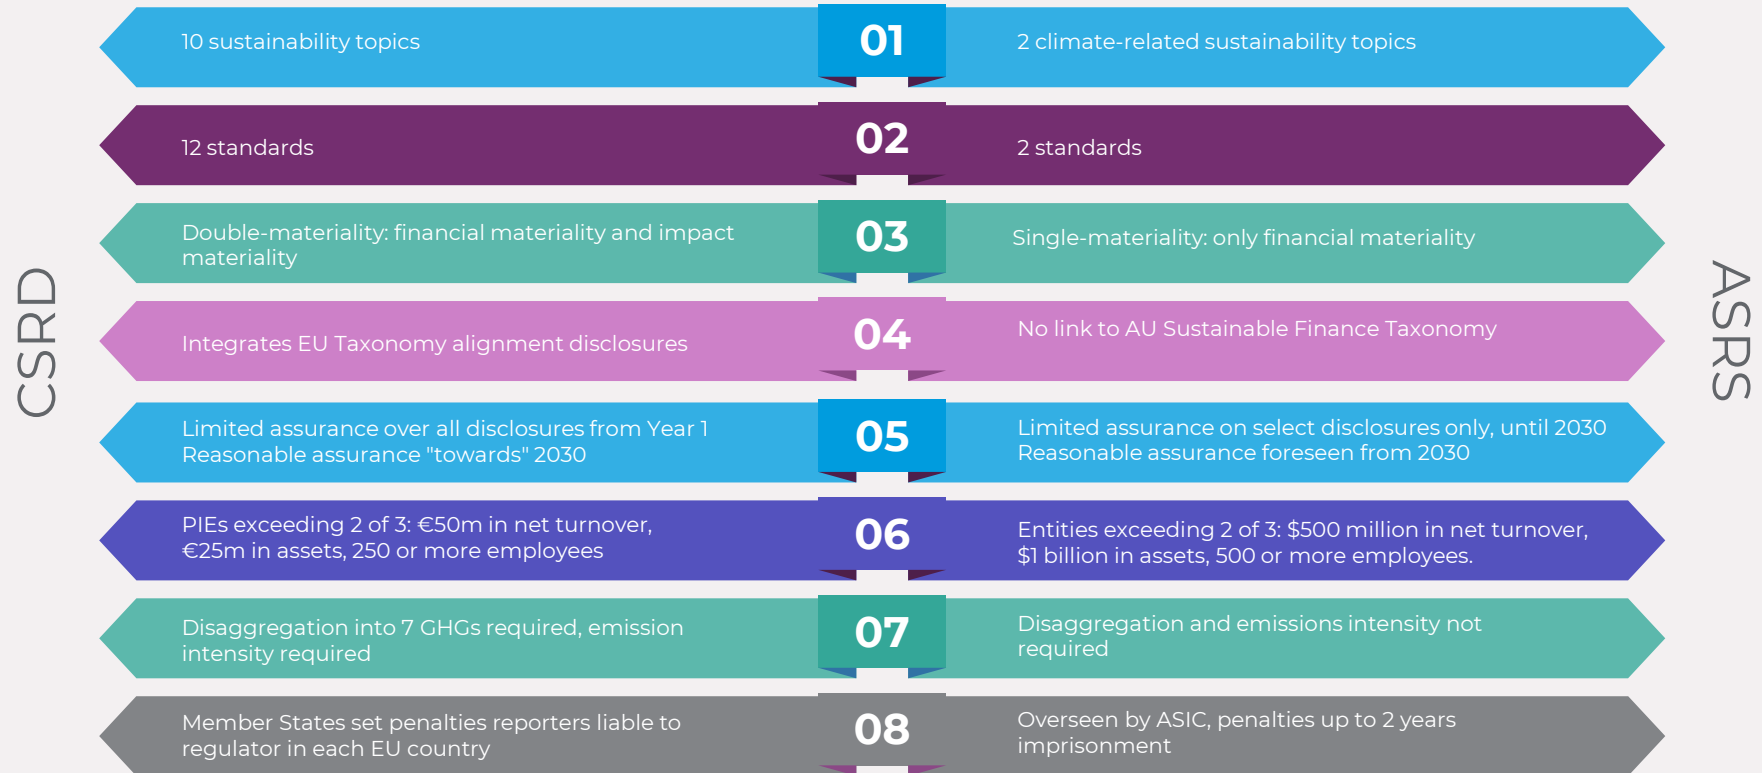 CSRD
ASRS
10 sustainability topics
01
2 climate-related sustainability topics
12 standards
02
2 standards
Double-materiality: financial materiality and impact
materiality
03
Single-materiality: only financial materiality
Integrates EU Taxonomy alignment disclosures
04
No link to AU Sustainable Finance Taxonomy
Limited assurance over all disclosures from Year 1
Reasonable assurance "towards" 2030
05
Limited assurance on select disclosures only, until 2030
Reasonable assurance foreseen from 2030
PIEs exceeding 2 of 3: €50m in net turnover,
€25m in assets, 250 or more employees
06
Entities exceeding 2 of 3: $500 million in net turnover,
$1 billion in assets, 500 or more employees.
Disaggregation into 7 GHGs required, emission
intensity required
07
Disaggregation and emissions intensity not
required
Member States set penalties reporters liable to
regulator in each EU country
08
Overseen by ASIC, penalties up to 2 years
imprisonment